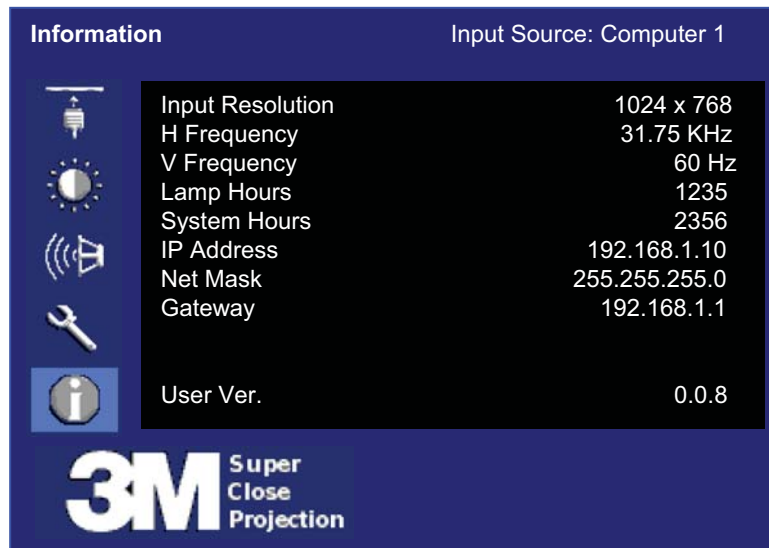 Information Input Source: Computer 1
Input Resolution 1024 x 768
H Frequency 31.75 KHz
V Frequency 60 Hz
Lamp Hours 1235
System Hours 2356
IP Address 192.168.1.10
Net Mask 255.255.255.0
Gateway 192.168.1.1
User Ver. 0.0.8
3M Super
Close
Projection